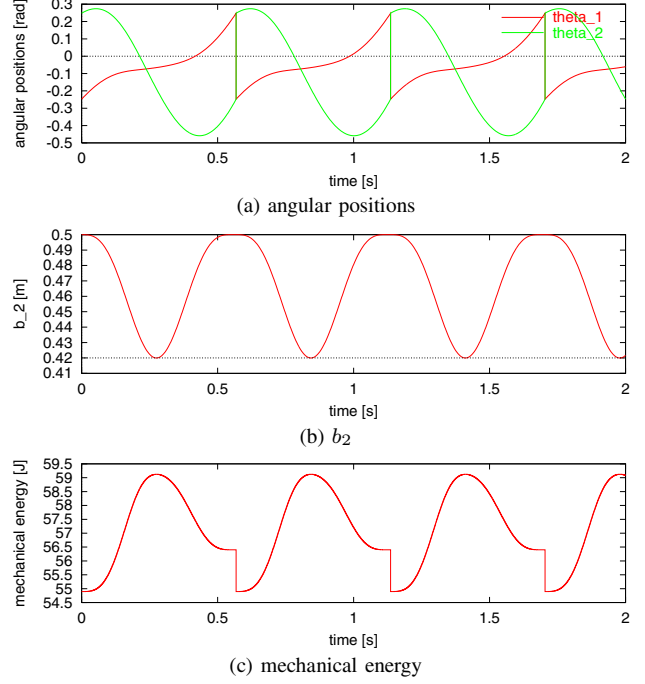 0.3
0.2
0.1
0
-0.1
-0.2
-0.3
-0.4
-0.5
angular positions [rad]
theta_1
theta_2
0 0.5 1 1.5 2
time [s]
(a) angular positions
0.5
0.49
0.48
0.47
0.46
0.45
0.44
0.43
0.42
0.41
b_2 [m]
0 0.5 1 1.5 2
time [s]
(b) b2
59.5
59
58.5
58
57.5
57
56.5
56
55.5
55
54.5
mechanical energy [J]
0 0.5 1 1.5 2
time [s]
(c) mechanical energy